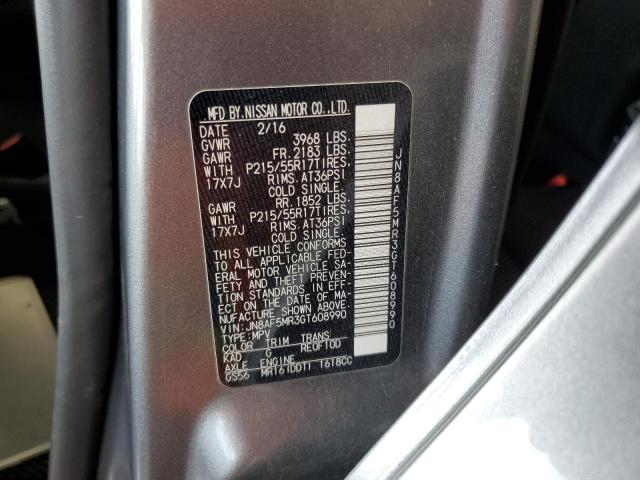 MFD BY. NISSAN MOTOR CO., LTD.
DATE 2/16
GVWR 3968 LBS.
GAWR FR. 2183 LBS.
WITH P215/55R17TIRES.
17X7J RIMS. AT36PSI
COLD SINGLE.
GAWR RR. 1852 LBS.
WITH P215/55R17TIRES.
17X7J RIMS. AT36PSI
COLD SINGLE.
THIS VEHICLE CONFORMS
TO ALL APPLICABLE FED-
ERAL MOTOR VEHICLE SA-
FETY AND THEFT PREVEN-
TION STANDARDS IN EFF-
ECT ON THE DATE OF MA-
NUFACTURE SHOWN ABOVE.
VIN: JN8AF5MR3GT608990
TYPE: MPV
COLOR TRIM TRANS
KAD G RE0F10D
AXLE ENGINE
GS56 MR16(DDT) 1618CC
JN8AF5MR3GT608990